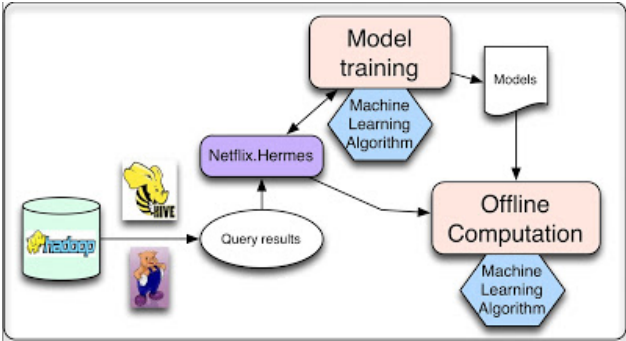 Model
training
Models
Machine
Learning
Algorithm
Netflix.Hermes
HIVE
hadoop
Query results
Offline
Computation
Machine
Learning
Algorithm